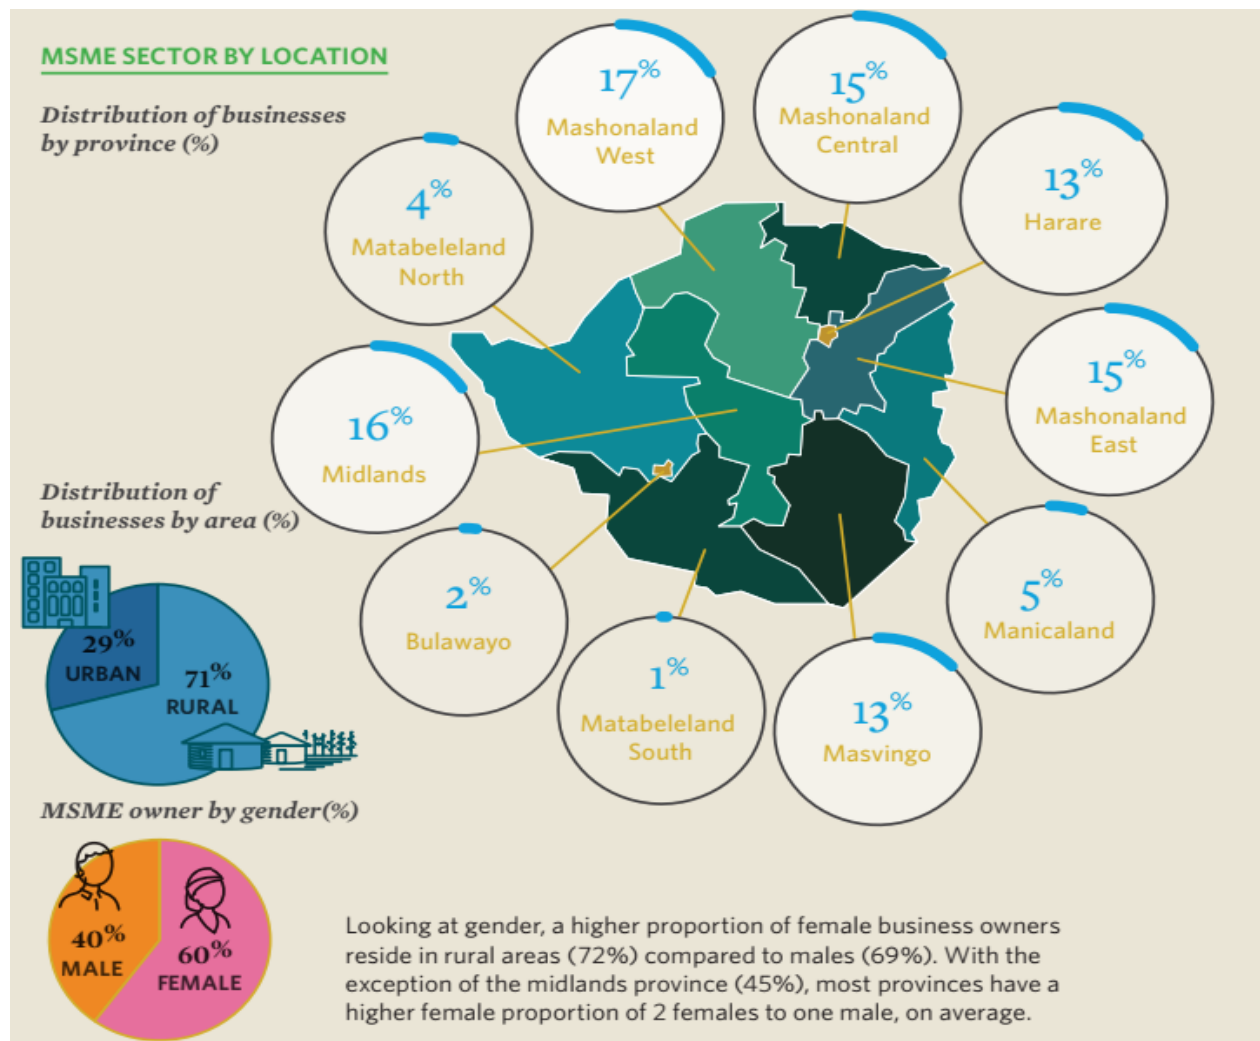 MSME SECTOR BY LOCATION
Distribution of businesses
by province (%)
17%
Mashonaland
West
15%
Mashonaland
Central
13%
Harare
4%
Matabeleland
North
15%
Mashonaland
East
16%
Midlands
5%
Manicaland
2%
Bulawayo
1%
Matabeleland
South
13%
Masvingo
Distribution of
businesses by area (%)
29%
URBAN
71%
RURAL
MSME owner by gender(%)
40%
MALE
60%
FEMALE
Looking at gender, a higher proportion of female business owners
reside in rural areas (72%) compared to males (69%). With the
exception of the midlands province (45%), most provinces have a
higher female proportion of 2 females to one male, on average.